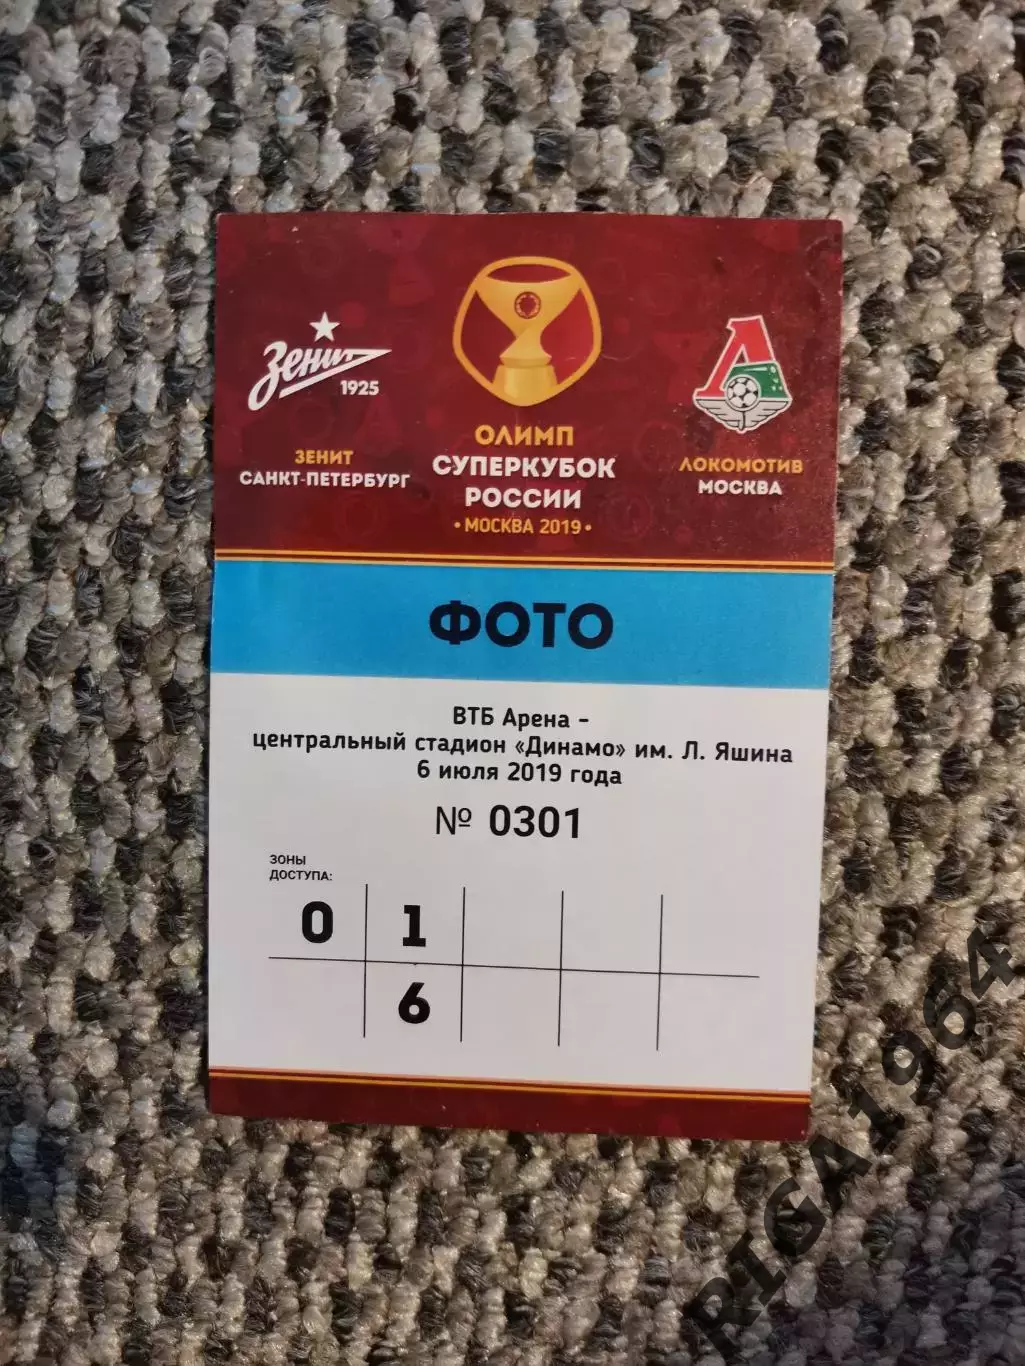 Зенит
1925
ЗЕНИТ
САНКТ-ПЕТЕРБУРГ
ОЛИМП
СУПЕРКУБОК
РОССИИ
• МОСКВА 2019 •
Л
ЛОКОМОТИВ
МОСКВА
ФОТО
ВТБ Арена -
центральный стадион «Динамо» им. Л. Яшина
6 июля 2019 года
№ 0301
ЗОНЫ
ДОСТУПА:
0 1
6
RIGA1964